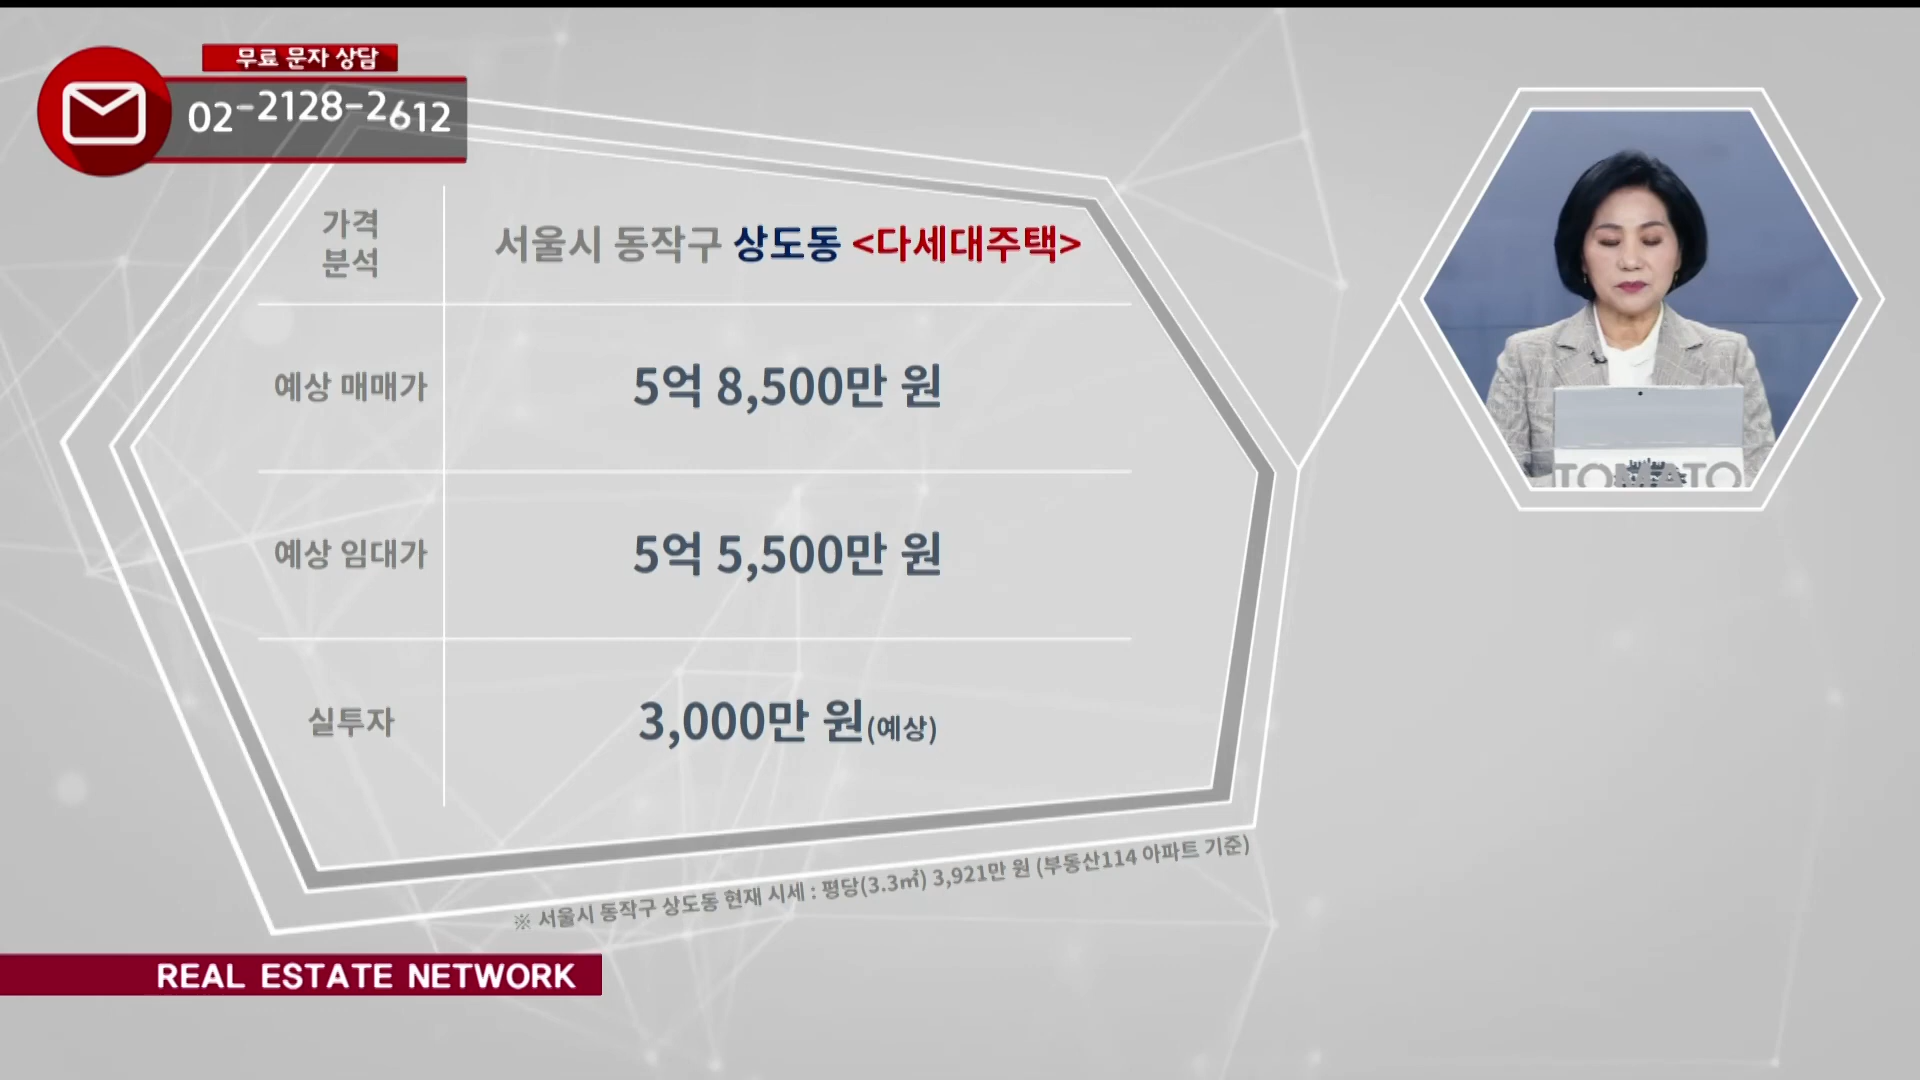 무료 문자 상담
02-2128-2612
가격
분석
서울시 동작구 상도동 <다세대주택>
예상 매매가
5억 8,500만 원
예상 임대가
5억 5,500만 원
실투자
3,000만 원(예상)
※ 서울시 동작구 상도동 현재 시세 : 평당(3.3㎡) 3,921만 원 (부동산114 아파트 기준)
TOMATO
REAL ESTATE NETWORK